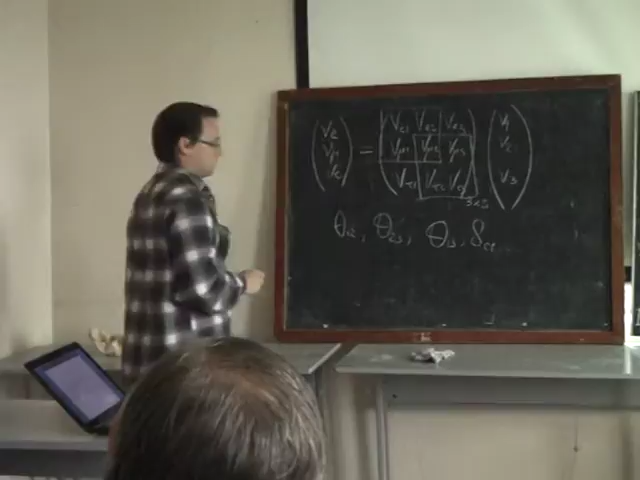 ( νe ) = ( Ve1 Ve2 Ve3 ) ( ν1 )
( νμ ) ( Vμ1 Vμ2 Vμ3 ) ( ν2 )
( ντ ) ( Vτ1 Vτ2 Vτ3 ) ( ν3 )
3×3
θ12, θ23, θ13, δCP